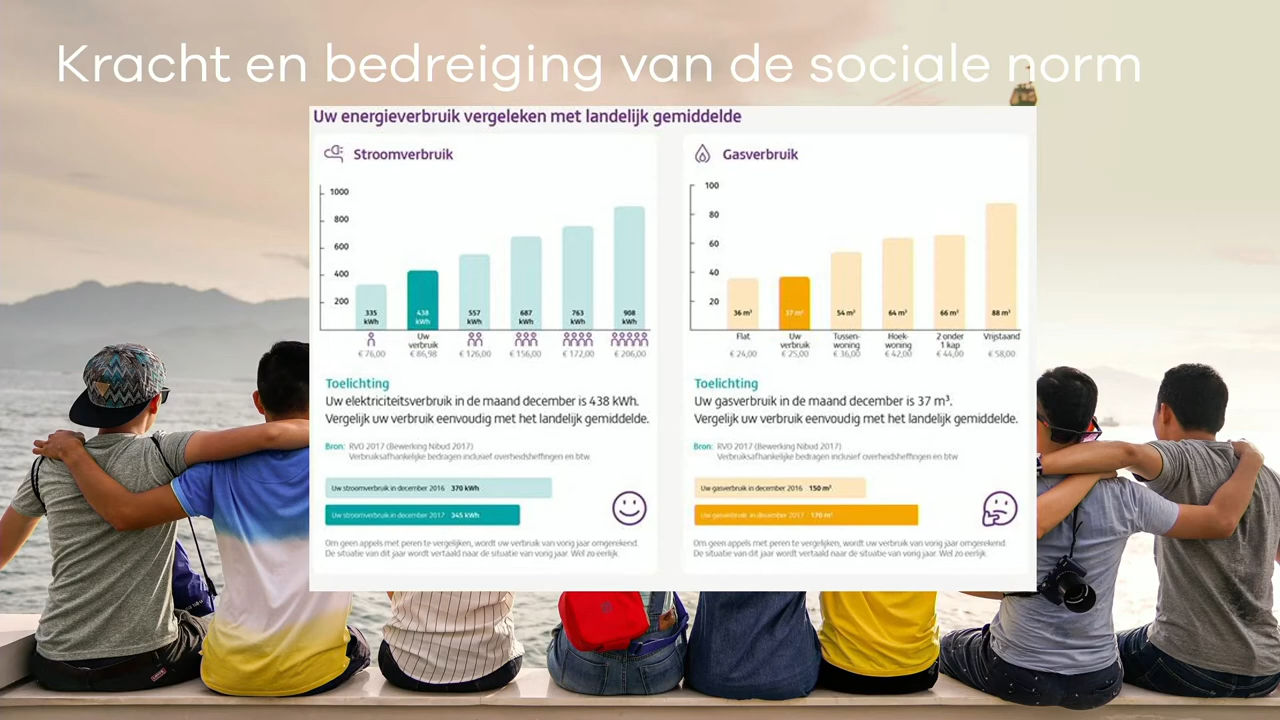 Kracht en bedreiging van de sociale norm
Uw energieverbruik vergeleken met landelijk gemiddelde
Stroomverbruik
1000
800
600
400
200
335 kWh
438 kWh
557 kWh
687 kWh
763 kWh
908 kWh
Uw verbruik
€ 76,00
€ 86,98
€ 126,00
€ 156,00
€ 172,00
€ 206,00
Toelichting
Uw elektriciteitsverbruik in de maand december is 438 kWh.
Vergelijk uw verbruik eenvoudig met het landelijk gemiddelde.
Bron: RVO 2017 (Bewerking Nibud 2017)
Verbruiksafhankelijke bedragen inclusief overheidsheffingen en btw
Uw stroomverbruik in december 2016 370 kWh
Uw stroomverbruik in december 2017 345 kWh
Om geen appels met peren te vergelijken, wordt uw verbruik van vorig jaar omgerekend.
De situatie van dit jaar wordt vertaald naar de situatie van vorig jaar. Wel zo eerlijk.
Gasverbruik
100
80
60
40
20
36 m³
37 m³
54 m³
64 m³
66 m³
88 m³
Flat
Uw verbruik
Tussen-woning
Hoek-woning
2 onder 1 kap
Vrijstaand
€ 24,00
€ 25,00
€ 36,00
€ 42,00
€ 44,00
€ 58,00
Toelichting
Uw gasverbruik in de maand december is 37 m³.
Vergelijk uw verbruik eenvoudig met het landelijk gemiddelde.
Bron: RVO 2017 (Bewerking Nibud 2017)
Verbruiksafhankelijke bedragen inclusief overheidsheffingen en btw
Uw gasverbruik in december 2016 150 m³
Uw gasverbruik in december 2017 170 m³
Om geen appels met peren te vergelijken, wordt uw verbruik van vorig jaar omgerekend.
De situatie van dit jaar wordt vertaald naar de situatie van vorig jaar. Wel zo eerlijk.